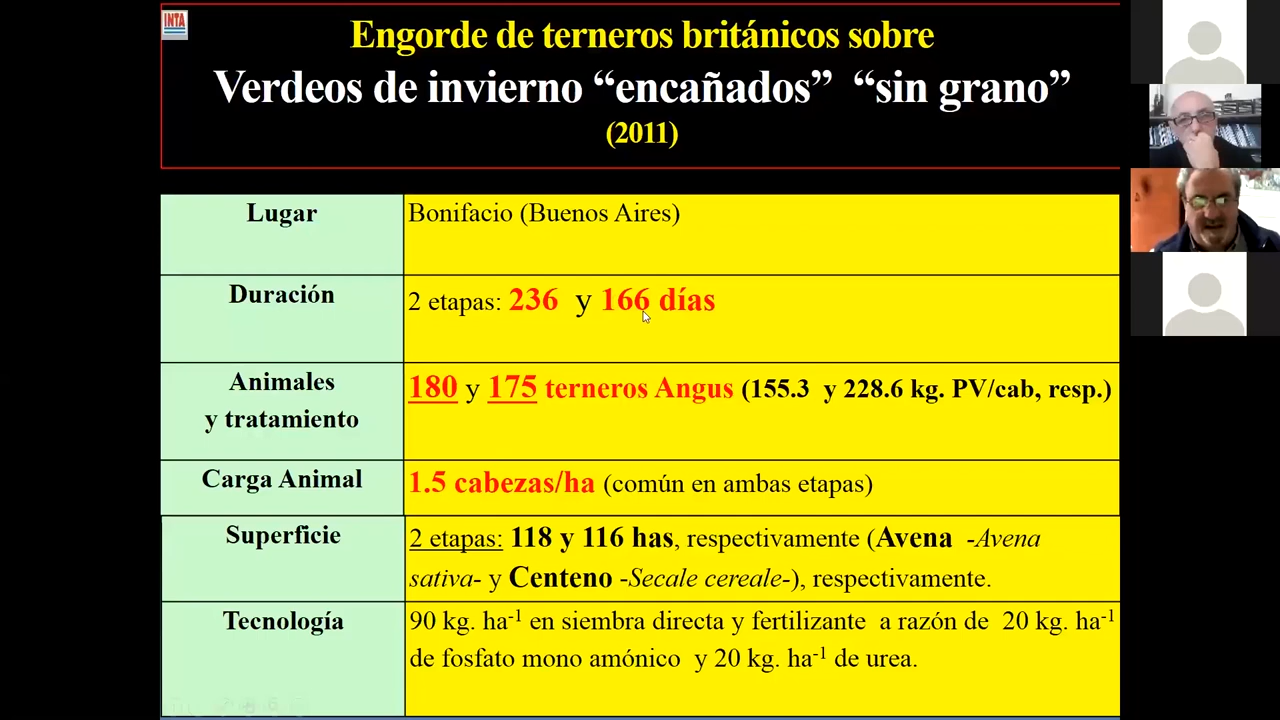 INTA
Engorde de terneros británicos sobre
Verdeos de invierno “encañados” “sin grano”
(2011)
Lugar
Bonifacio (Buenos Aires)
Duración
2 etapas: 236 y 166 días
Animales
y tratamiento
180 y 175 terneros Angus (155.3 y 228.6 kg. PV/cab, resp.)
Carga Animal
1.5 cabezas/ha (común en ambas etapas)
Superficie
2 etapas: 118 y 116 has, respectivamente (Avena -Avena
sativa- y Centeno -Secale cereale-), respectivamente.
Tecnología
90 kg. ha-1 en siembra directa y fertilizante a razón de 20 kg. ha-1
de fosfato mono amónico y 20 kg. ha-1 de urea.